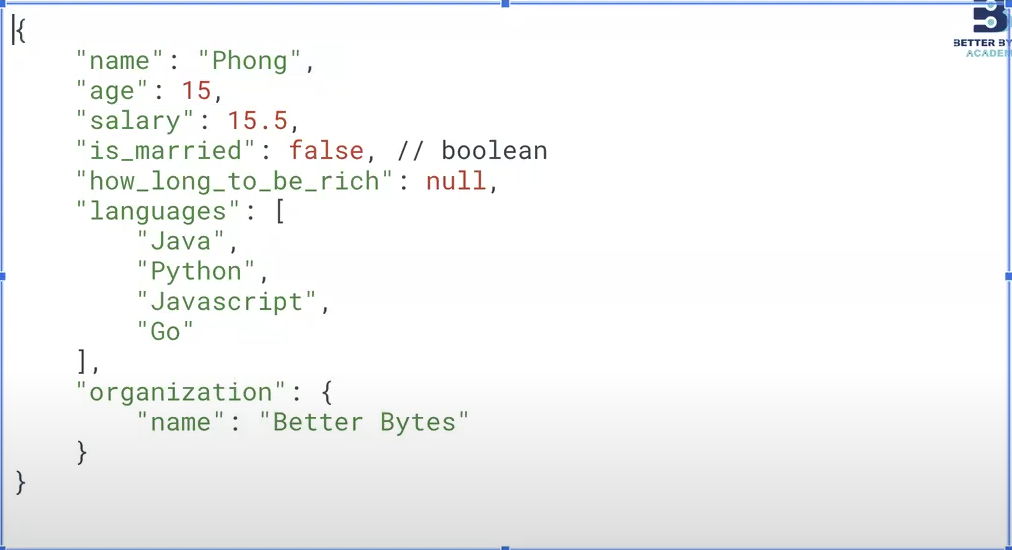 {
    "name": "Phong",
    "age": 15,
    "salary": 15.5,
    "is_married": false, // boolean
    "how_long_to_be_rich": null,
    "languages": [
        "Java",
        "Python",
        "Javascript",
        "Go"
    ],
    "organization": {
        "name": "Better Bytes"
    }
}
BETTER BY
ACADEM